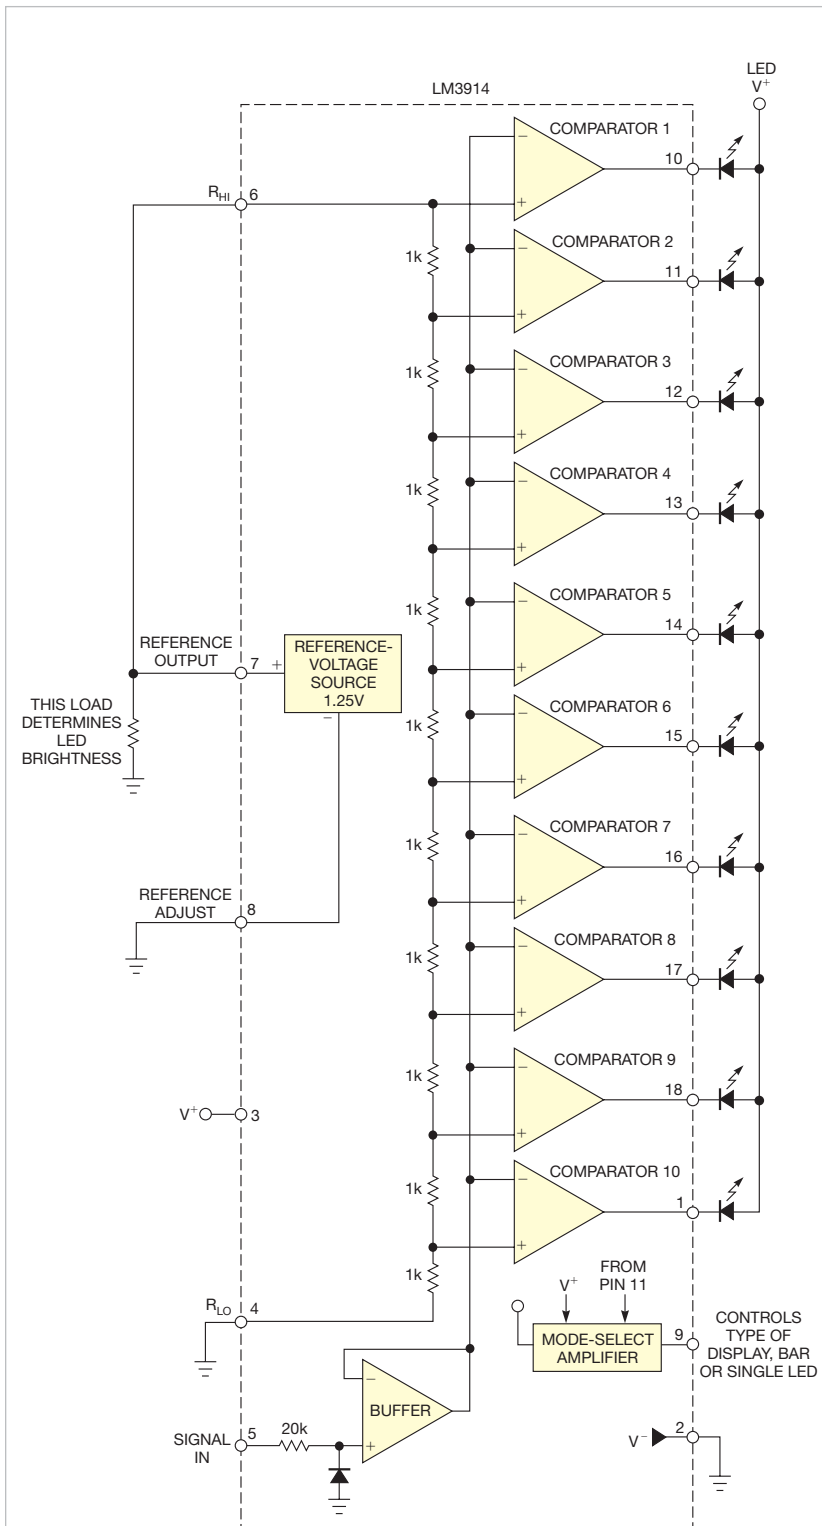 LED
V+
LM3914
COMPARATOR 1
−
10
+
RHI
6
COMPARATOR 2
1k
−
11
+
COMPARATOR 3
1k
−
12
+
COMPARATOR 4
1k
−
13
+
COMPARATOR 5
1k
−
14
+
REFERENCE
OUTPUT
7
+
REFERENCE-
VOLTAGE
SOURCE
1.25V
−
THIS LOAD
DETERMINES
LED
BRIGHTNESS
COMPARATOR 6
1k
−
15
+
COMPARATOR 7
1k
−
16
+
REFERENCE
ADJUST
8
COMPARATOR 8
1k
−
17
+
COMPARATOR 9
1k
−
18
+
V+
3
COMPARATOR 10
1k
−
1
+
1k
RLO
4
V+
FROM
PIN 11
MODE-SELECT
AMPLIFIER
9
CONTROLS
TYPE OF
DISPLAY, BAR
OR SINGLE LED
−
BUFFER
+
SIGNAL
IN
5
20k
V−
2